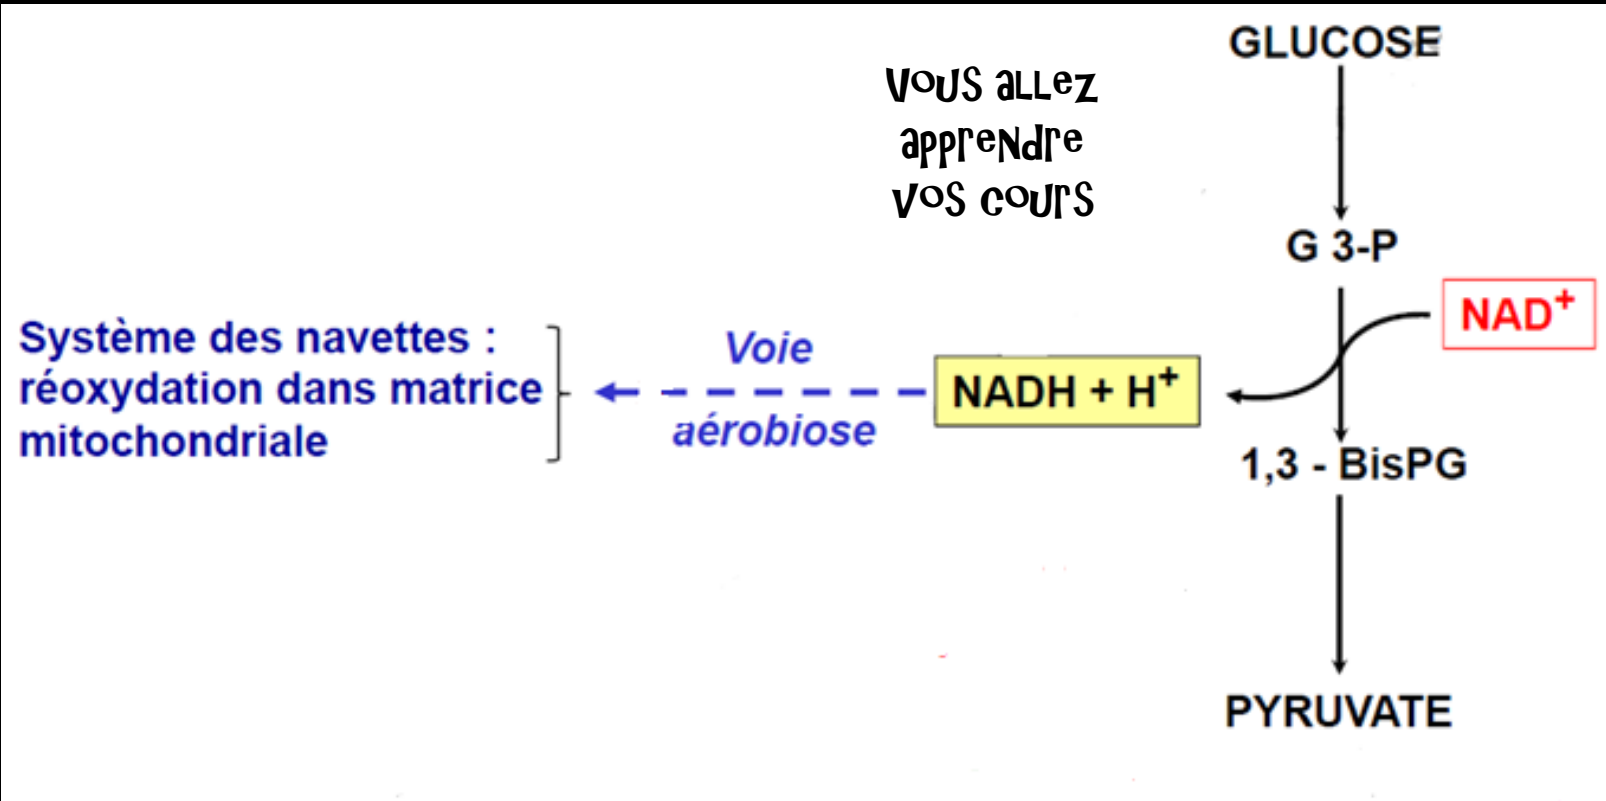 GLUCOSE
vous allez
apprendre
vos cours
G 3-P
NAD⁺
Système des navettes :
réoxydation dans matrice
mitochondriale
Voie
aérobiose
NADH + H⁺
1,3 - BisPG
PYRUVATE